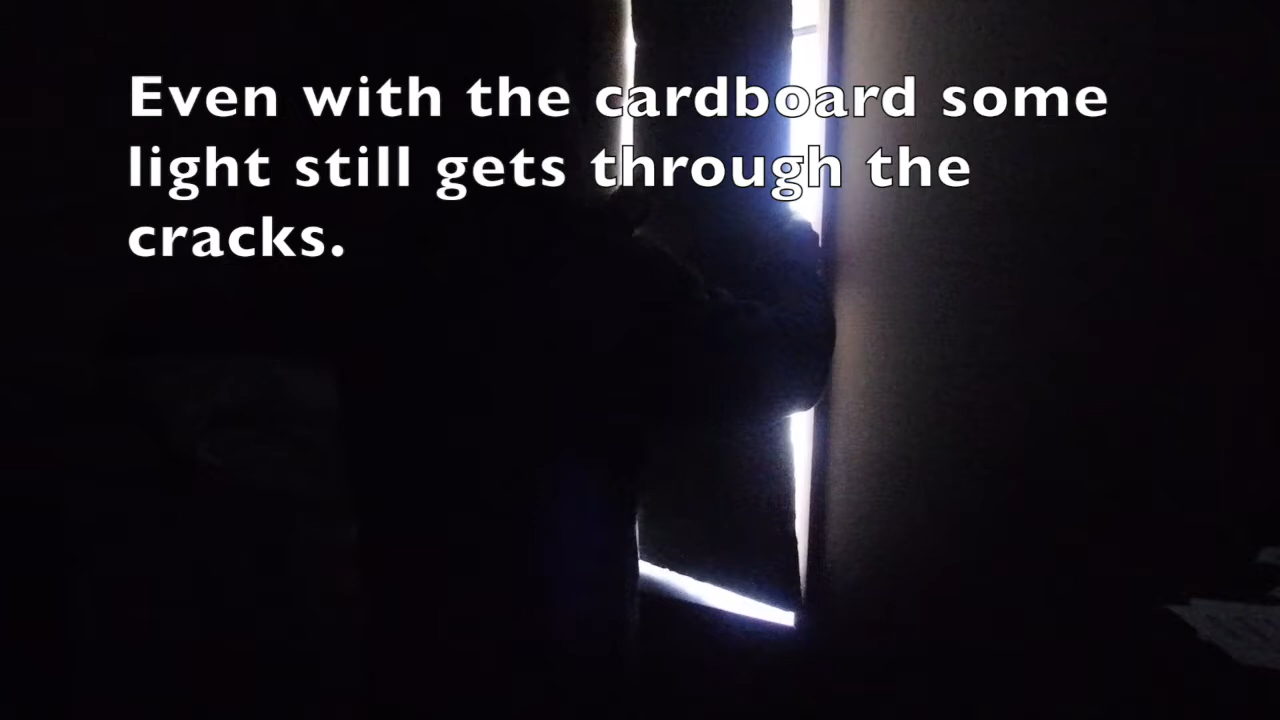 Even with the cardboard some
light still gets through the
cracks.